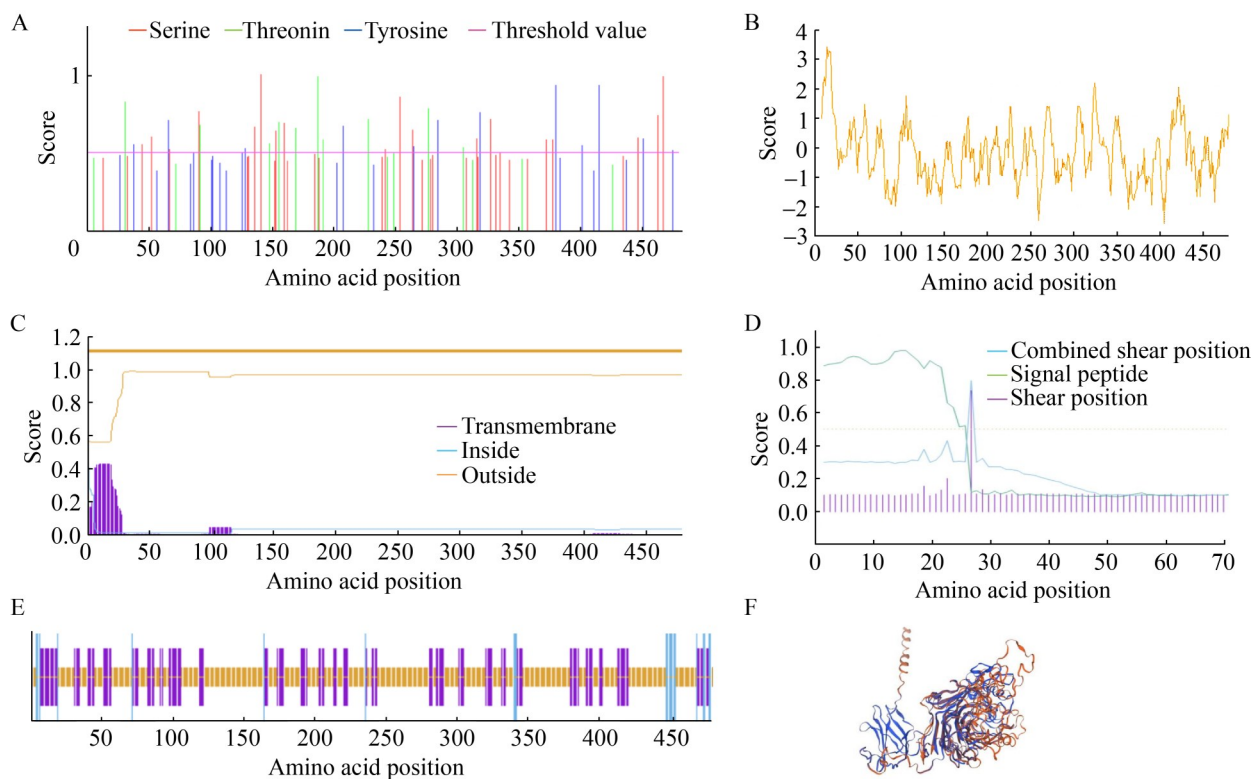 A
Serine Threonin Tyrosine Threshold value
1
Score
50 100 150 200 250 300 350 400 450
Amino acid position
B
4
3
2
1
0
−1
−2
−3
Score
0 50 100 150 200 250 300 350 400 450
Amino acid position
C
1.2
1.0
0.8
0.6
0.4
0.2
0.0
Score
Transmembrane
Inside
Outside
0 50 100 150 200 250 300 350 400 450
Amino acid position
D
1.0
0.8
0.6
0.4
0.2
0.0
Score
Combined shear position
Signal peptide
Shear position
0 10 20 30 40 50 60 70
Amino acid position
E
50 100 150 200 250 300 350 400 450
Amino acid position
F